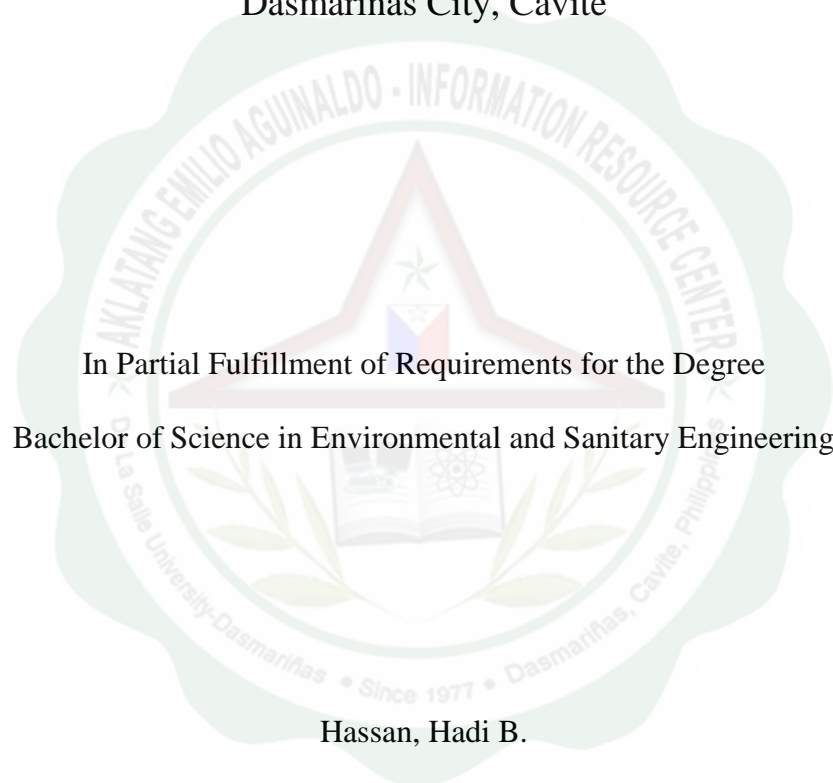 Dasmariñas City, Cavite
AKLATANG EMILIO AGUINALDO - INFORMATION RESOURCE CENTER
In Partial Fulfillment of Requirements for the Degree
Bachelor of Science in Environmental and Sanitary Engineering
De La Salle University-Dasmariñas • Since 1977 • Dasmariñas, Cavite, Philippines
Hassan, Hadi B.